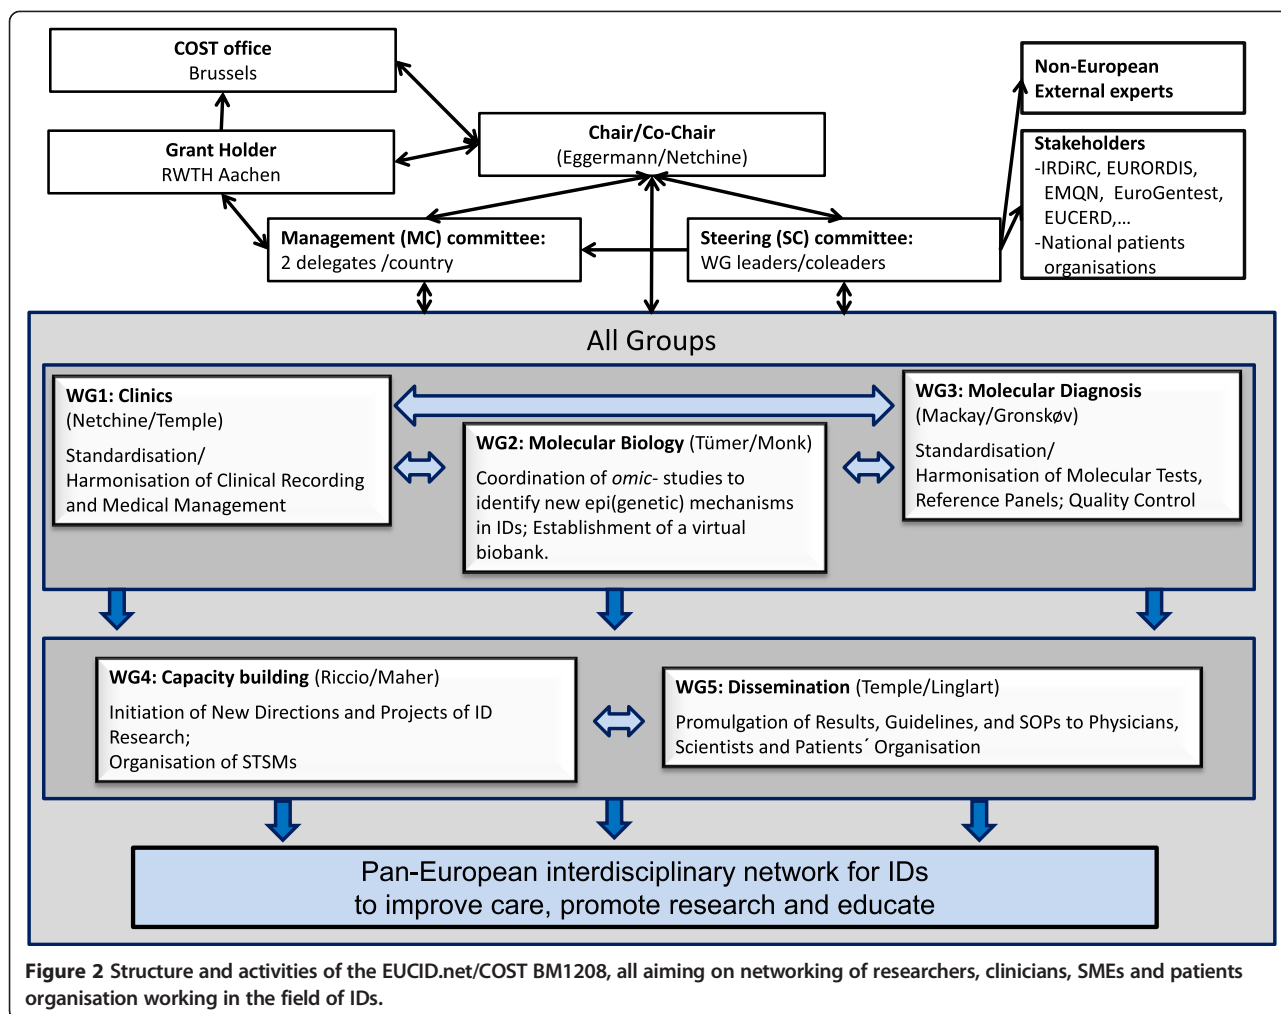 COST office
Brussels
Grant Holder
RWTH Aachen
Chair/Co-Chair
(Eggermann/Netchine)
Non-European
External experts
Stakeholders
-IRDiRC, EURORDIS,
EMQN, EuroGentest,
EUCERD,...
-National patients
organisations
Management (MC) committee:
2 delegates /country
Steering (SC) committee:
WG leaders/coleaders
All Groups
WG1: Clinics
(Netchine/Temple)
Standardisation/
Harmonisation of Clinical Recording
and Medical Management
WG2: Molecular Biology (Tümer/Monk)
Coordination of omic- studies to
identify new epi(genetic) mechanisms
in IDs; Establishment of a virtual
biobank.
WG3: Molecular Diagnosis
(Mackay/Gronskøv)
Standardisation/
Harmonisation of Molecular Tests,
Reference Panels; Quality Control
WG4: Capacity building (Riccio/Maher)
Initiation of New Directions and Projects of ID
Research;
Organisation of STSMs
WG5: Dissemination (Temple/Linglart)
Promulgation of Results, Guidelines, and SOPs to Physicians,
Scientists and Patients´ Organisation
Pan-European interdisciplinary network for IDs
to improve care, promote research and educate
Figure 2 Structure and activities of the EUCID.net/COST BM1208, all aiming on networking of researchers, clinicians, SMEs and patients
organisation working in the field of IDs.